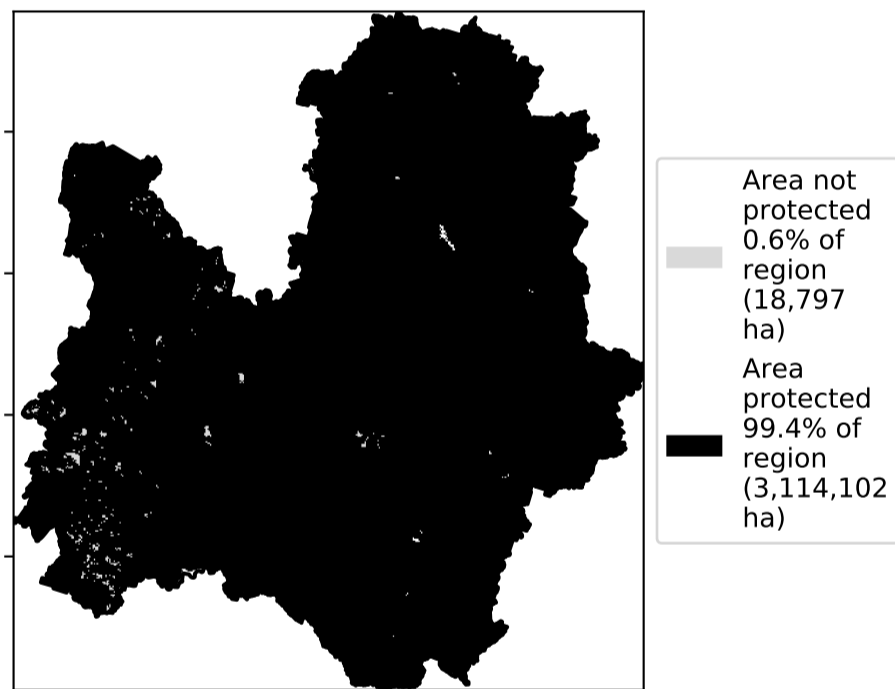 Area not
protected
0.6% of
region
(18,797
ha)
Area
protected
99.4% of
region
(3,114,102
ha)